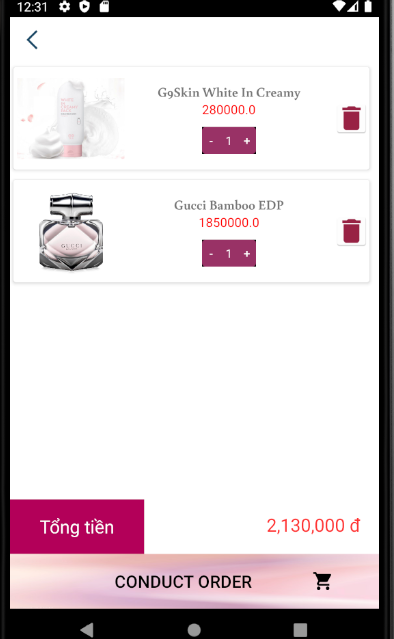 12:31
G9Skin White In Creamy
280000.0
- 1 +
Gucci Bamboo EDP
1850000.0
GUCCI
- 1 +
Tổng tiền
2,130,000 đ
CONDUCT ORDER